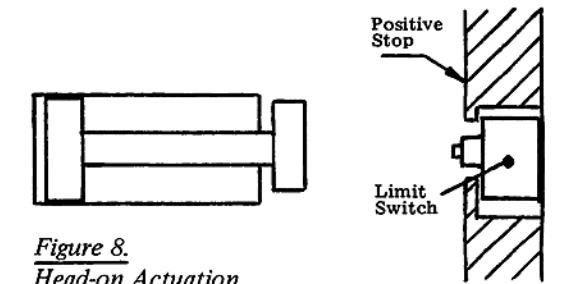 Positive
Stop
Limit
Switch
Figure 8.
Head-on Actuation